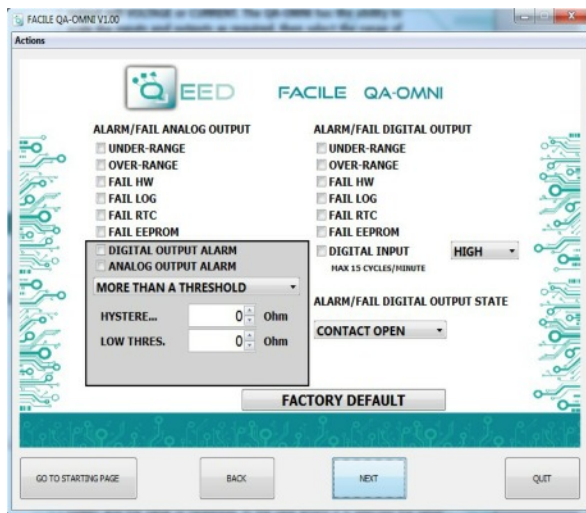 FACILE QA-OMNI V1.00
Actions
QEED FACILE QA-OMNI
ALARM/FAIL ANALOG OUTPUT
UNDER-RANGE
OVER-RANGE
FAIL HW
FAIL LOG
FAIL RTC
FAIL EEPROM
DIGITAL OUTPUT ALARM
ANALOG OUTPUT ALARM
MORE THAN A THRESHOLD
HYSTERE... 0 Ohm
LOW THRES. 0 Ohm
ALARM/FAIL DIGITAL OUTPUT
UNDER-RANGE
OVER-RANGE
FAIL HW
FAIL LOG
FAIL RTC
FAIL EEPROM
DIGITAL INPUT HIGH
MAX 15 CYCLES/MINUTE
ALARM/FAIL DIGITAL OUTPUT STATE
CONTACT OPEN
FACTORY DEFAULT
GO TO STARTING PAGE BACK NEXT QUIT